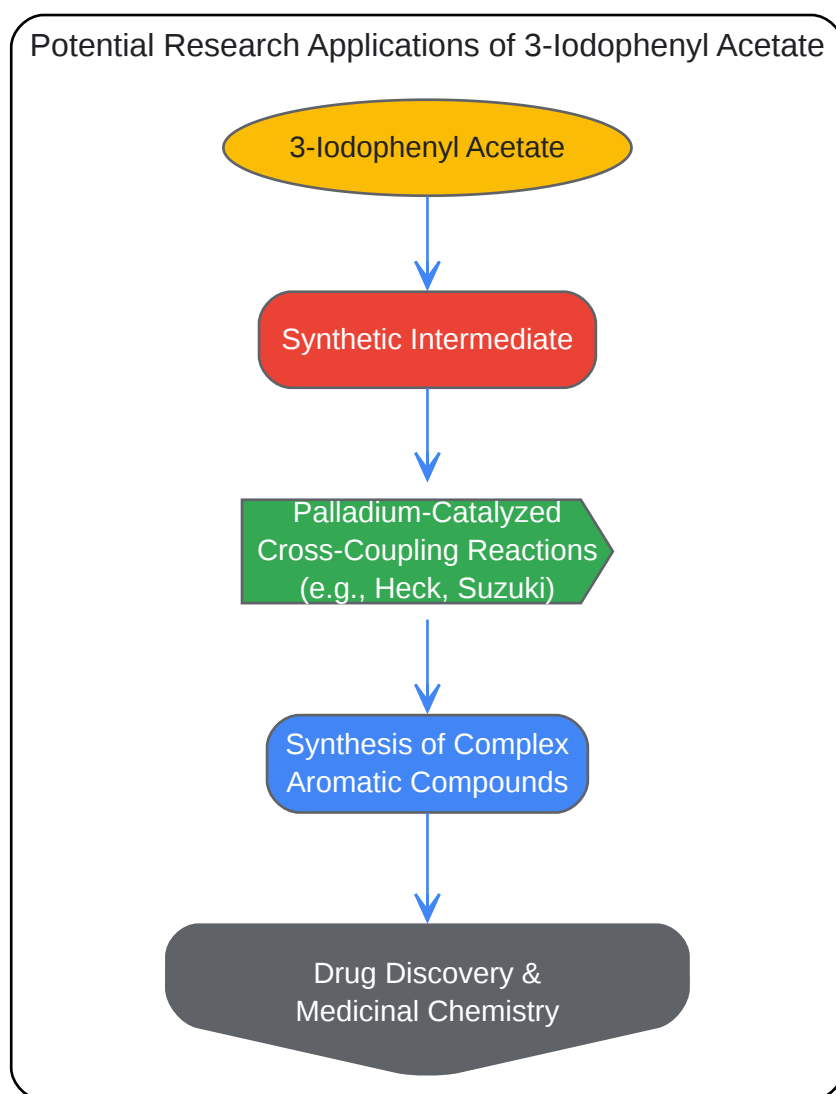 Potential Research Applications of 3-Iodophenyl Acetate
3-Iodophenyl Acetate
Synthetic Intermediate
Palladium-Catalyzed
Cross-Coupling Reactions
(e.g., Heck, Suzuki)
Synthesis of Complex
Aromatic Compounds
Drug Discovery &
Medicinal Chemistry